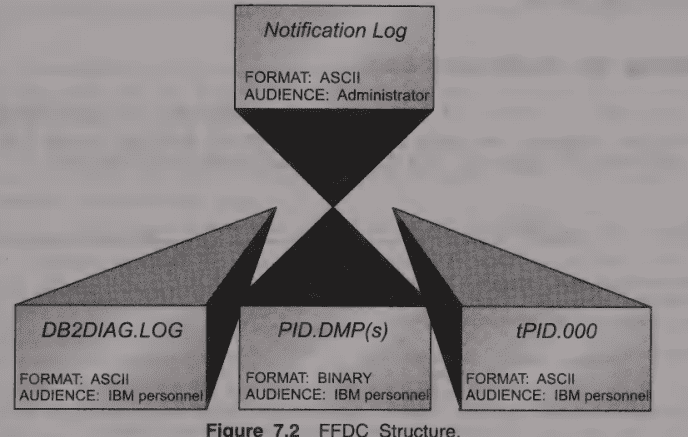 Notification Log
FORMAT: ASCII
AUDIENCE: Administrator
DB2DIAG.LOG
FORMAT: ASCII
AUDIENCE: IBM personnel
PID.DMP(s)
FORMAT: BINARY
AUDIENCE: IBM personnel
tPID.000
FORMAT: ASCII
AUDIENCE: IBM personnel
Figure 7.2 FFDC Structure.